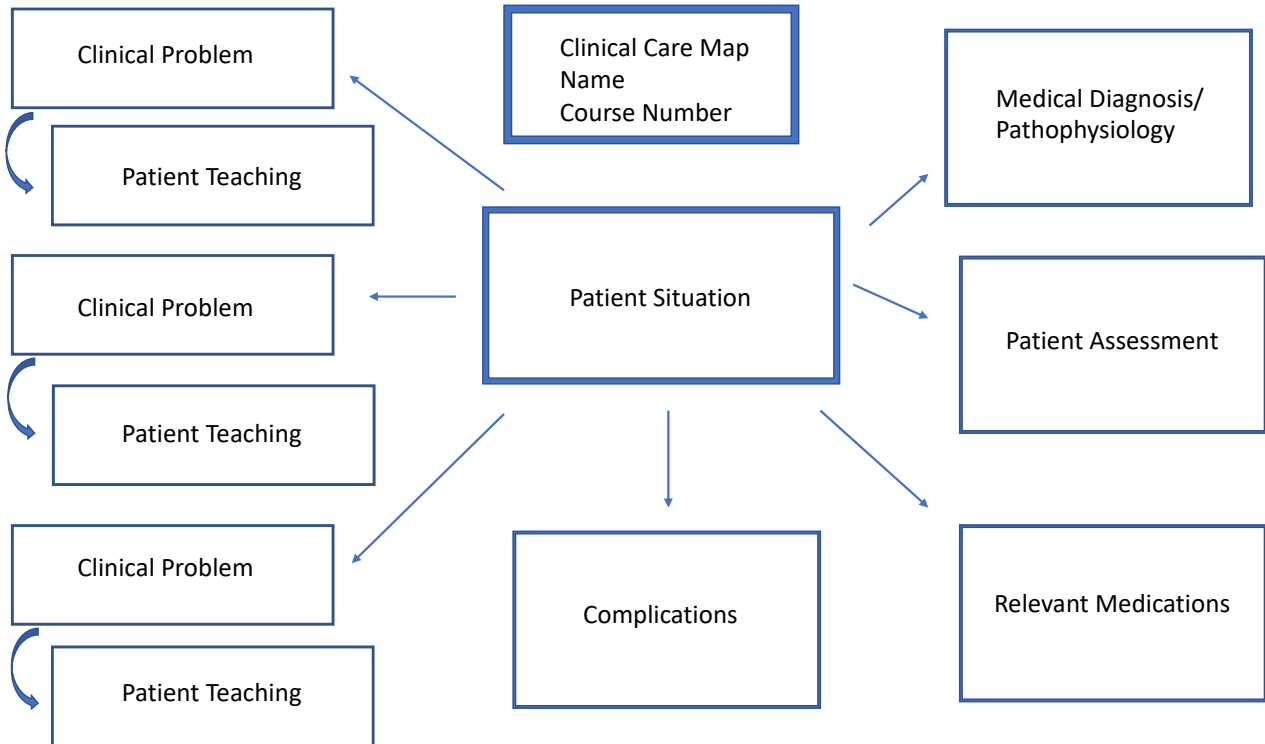 Clinical Problem
Patient Teaching
Clinical Problem
Patient Teaching
Clinical Problem
Patient Teaching
Clinical Care Map
Name
Course Number
Patient Situation
Complications
Medical Diagnosis/
Pathophysiology
Patient Assessment
Relevant Medications